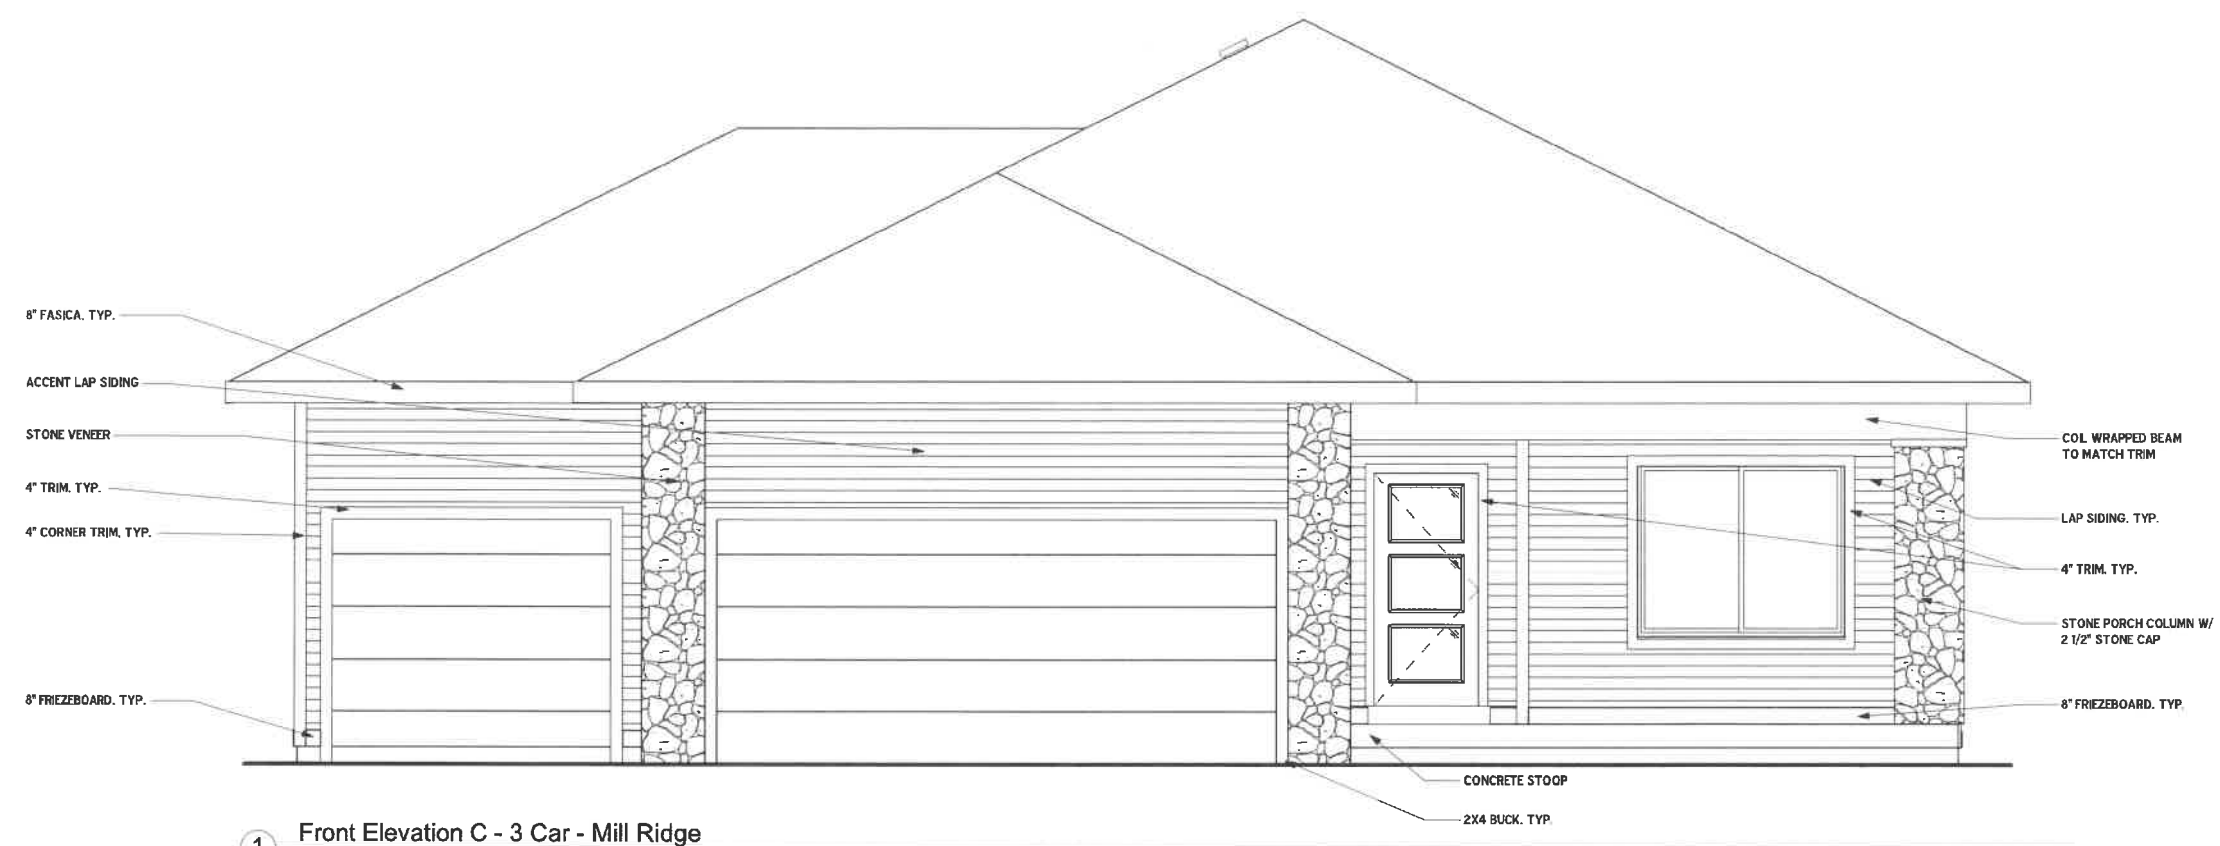 8" FASICA. TYP.
ACCENT LAP SIDING
STONE VENEER
4" TRIM. TYP.
4" CORNER TRIM, TYP.
8" FRIEZEBOARD. TYP.
COIL WRAPPED BEAM
TO MATCH TRIM
LAP SIDING. TYP.
4" TRIM. TYP.
STONE PORCH COLUMN W/
2 1/2" STONE CAP
8" FRIEZEBOARD. TYP.
CONCRETE STOOP
2X4 BUCK. TYP.
1
Front Elevation C - 3 Car - Mill Ridge